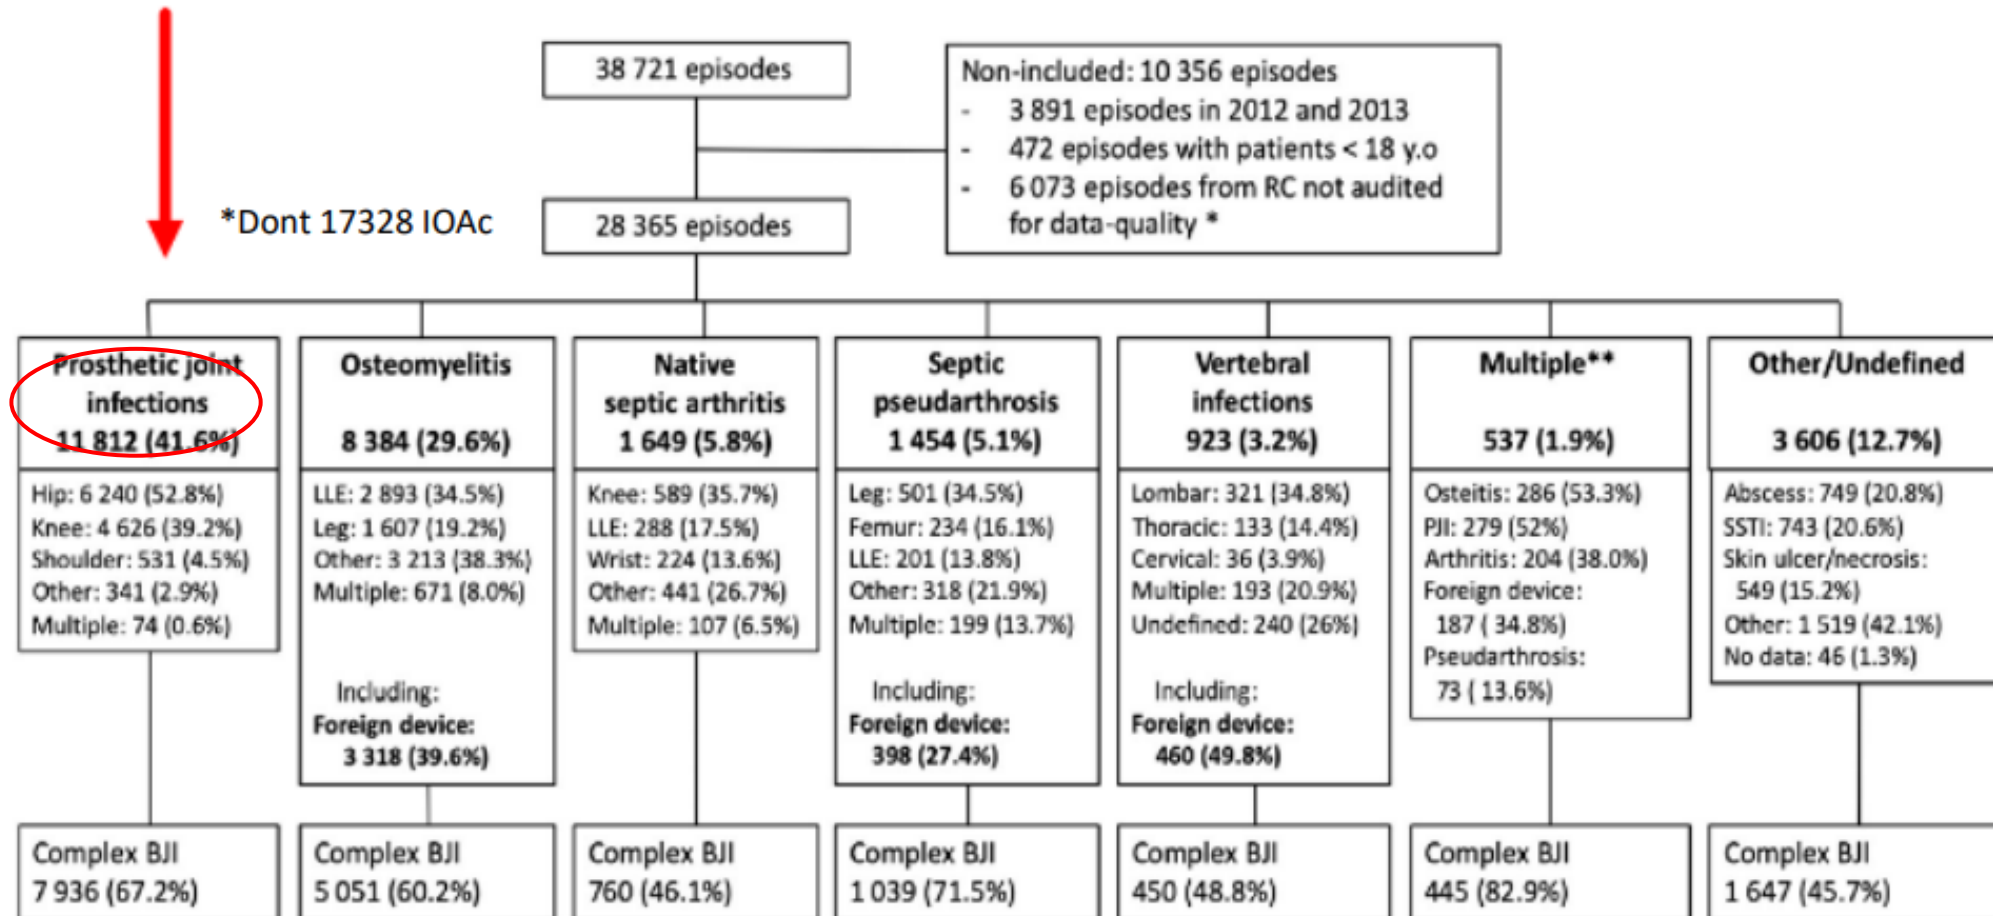 38 721 episodes
Non-included: 10 356 episodes
- 3 891 episodes in 2012 and 2013
- 472 episodes with patients < 18 y.o
- 6 073 episodes from RC not audited
for data-quality *
*Dont 17328 IOAc
28 365 episodes
Prosthetic joint
infections
11 812 (41.6%)
Hip: 6 240 (52.8%)
Knee: 4 626 (39.2%)
Shoulder: 531 (4.5%)
Other: 341 (2.9%)
Multiple: 74 (0.6%)
Complex BJI
7 936 (67.2%)
Osteomyelitis
8 384 (29.6%)
LLE: 2 893 (34.5%)
Leg: 1 607 (19.2%)
Other: 3 213 (38.3%)
Multiple: 671 (8.0%)
Including:
Foreign device:
3 318 (39.6%)
Complex BJI
5 051 (60.2%)
Native
septic arthritis
1 649 (5.8%)
Knee: 589 (35.7%)
LLE: 288 (17.5%)
Wrist: 224 (13.6%)
Other: 441 (26.7%)
Multiple: 107 (6.5%)
Complex BJI
760 (46.1%)
Septic
pseudarthrosis
1 454 (5.1%)
Leg: 501 (34.5%)
Femur: 234 (16.1%)
LLE: 201 (13.8%)
Other: 318 (21.9%)
Multiple: 199 (13.7%)
Including:
Foreign device:
398 (27.4%)
Complex BJI
1 039 (71.5%)
Vertebral
infections
923 (3.2%)
Lombar: 321 (34.8%)
Thoracic: 133 (14.4%)
Cervical: 36 (3.9%)
Multiple: 193 (20.9%)
Undefined: 240 (26%)
Including:
Foreign device:
460 (49.8%)
Complex BJI
450 (48.8%)
Multiple**
537 (1.9%)
Osteitis: 286 (53.3%)
PJI: 279 (52%)
Arthritis: 204 (38.0%)
Foreign device:
187 ( 34.8%)
Pseudarthrosis:
73 ( 13.6%)
Complex BJI
445 (82.9%)
Other/Undefined
3 606 (12.7%)
Abscess: 749 (20.8%)
SSTI: 743 (20.6%)
Skin ulcer/necrosis:
549 (15.2%)
Other: 1 519 (42.1%)
No data: 46 (1.3%)
Complex BJI
1 647 (45.7%)